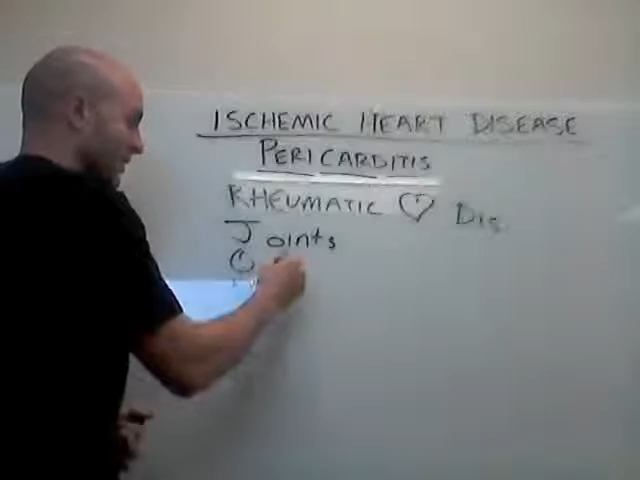 ISCHEMIC HEART DISEASE
PERICARDITIS
RHEUMATIC ♡ Dis.
Joints
O